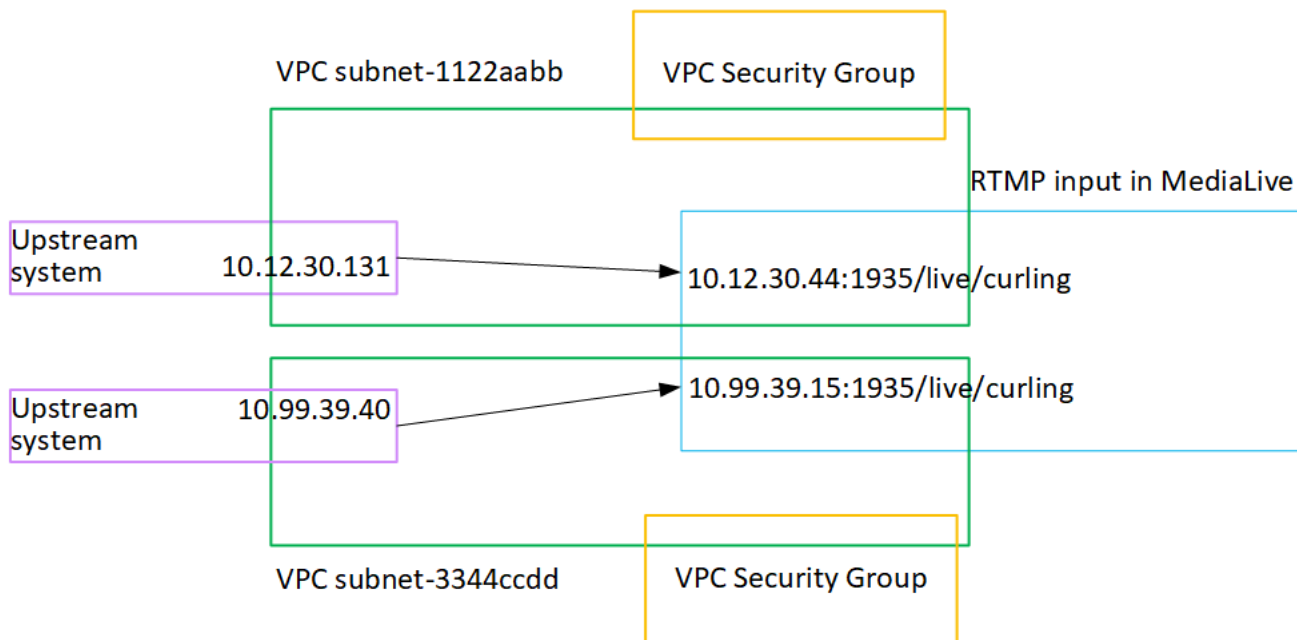 VPC subnet-1122aabb
VPC Security Group
RTMP input in MediaLive
Upstream
system
10.12.30.131
10.12.30.44:1935/live/curling
Upstream
system
10.99.39.40
10.99.39.15:1935/live/curling
VPC subnet-3344ccdd
VPC Security Group